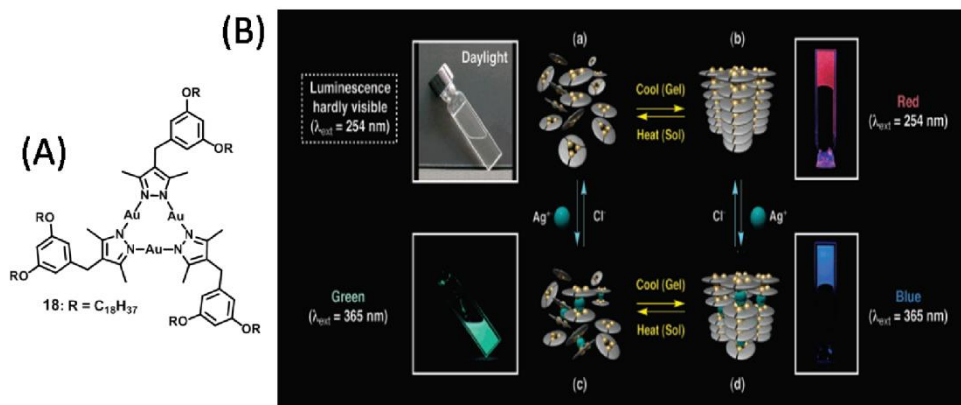 (A)
OR
RO
OR
N-N
Au
Au
N
N
N
N
Au
RO
RO
RO
OR
18: R = C₁₈H₃₇
(B)
Luminescence
hardly visible
(λext = 254 nm)
Daylight
(a)
(b)
Cool (Gel)
Heat (Sol)
Red
(λext = 254 nm)
Ag⁺
Cl⁻
Cl⁻
Ag⁺
Green
(λext = 365 nm)
Cool (Gel)
Heat (Sol)
Blue
(λext = 365 nm)
(c)
(d)